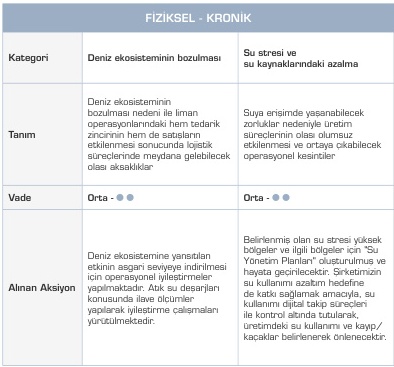 FİZİKSEL - KRONİK
Kategori
Deniz ekosisteminin bozulması
Su stresi ve
su kaynaklarındaki azalma
Tanım
Deniz ekosisteminin
bozulması nedeni ile liman
operasyonlarındaki hem tedarik
zincirinin hem de satışların
etkilenmesi sonucunda lojistik
süreçlerinde meydana gelebilecek
olası aksaklıklar
Suya erişimde yaşanabilecek
zorluklar nedeniyle üretim
süreçlerinin olası olumsuz
etkilenmesi ve ortaya çıkabilecek
operasyonel kesintiler
Vade
Orta -
Orta -
Alınan Aksiyon
Deniz ekosistemine yansıtılan
etkinin asgari seviyeye indirilmesi
için operasyonel iyileştirmeler
yapılmaktadır. Atık su deşarjları
konusunda ilave ölçümler
yapılarak iyileştirme çalışmaları
yürütülmektedir.
Belirlenmiş olan su stresi yüksek
bölgeler ve ilgili bölgeler için "Su
Yönetim Planları" oluşturulmuş ve
hayata geçirilecektir. Şirketimizin
su kullanımı azaltım hedefine
de katkı sağlamak amacıyla, su
kullanımı dijital takip süreçleri
ile kontrol altında tutularak,
üretimdeki su kullanımı ve kayıp/
kaçaklar belirlenerek önlenecektir.